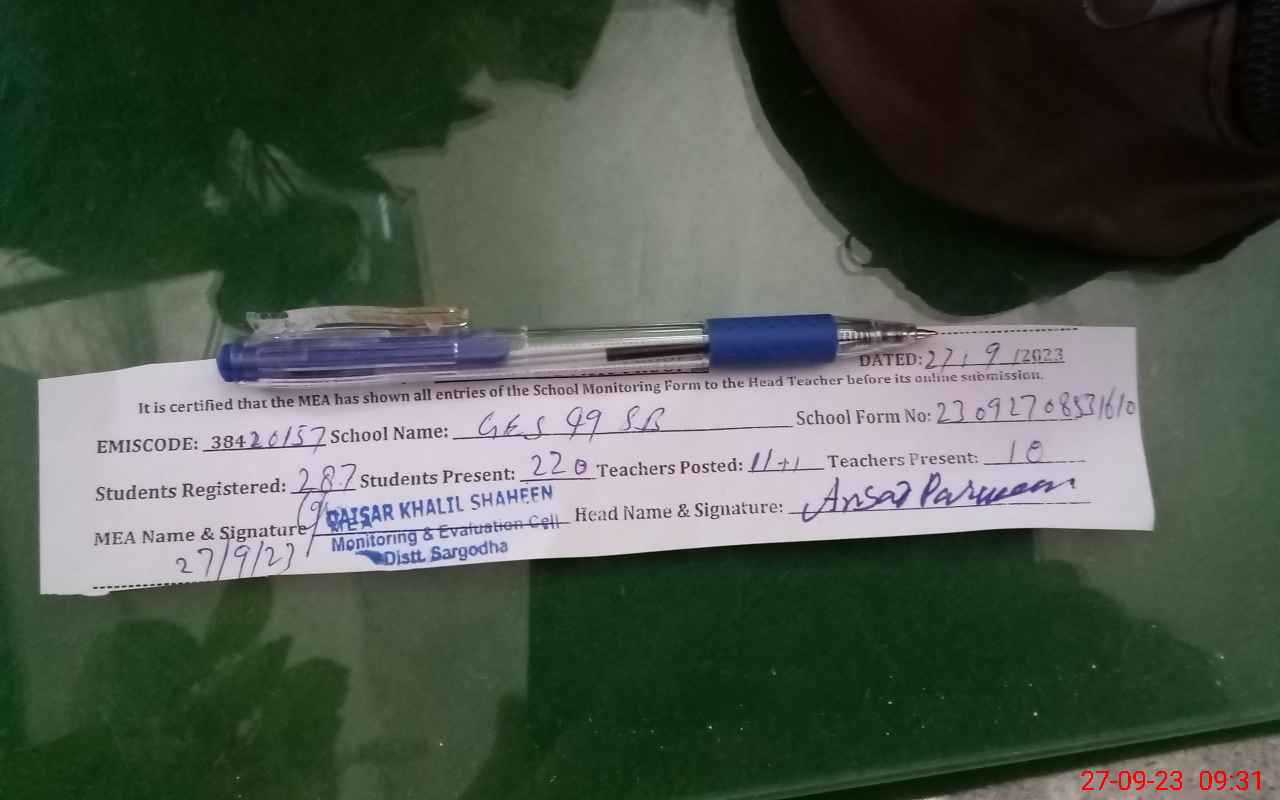 DATED: 27, 9 /2023
It is certified that the MEA has shown all entries of the School Monitoring Form to the Head Teacher before its online submission.
EMISCODE: 38420157 School Name: GES 99 SB School Form No:
Students Registered: 287 Students Present: 220 Teachers Posted: 11+1 Teachers Present: 10
MEA Name & Signature QAISAR KHALIL SHAHEEN Head Name & Signature: Ansar Parveen
MEA
Monitoring & Evaluation Cell
Distt. Sargodha
27/9/23
27-09-23 09:31